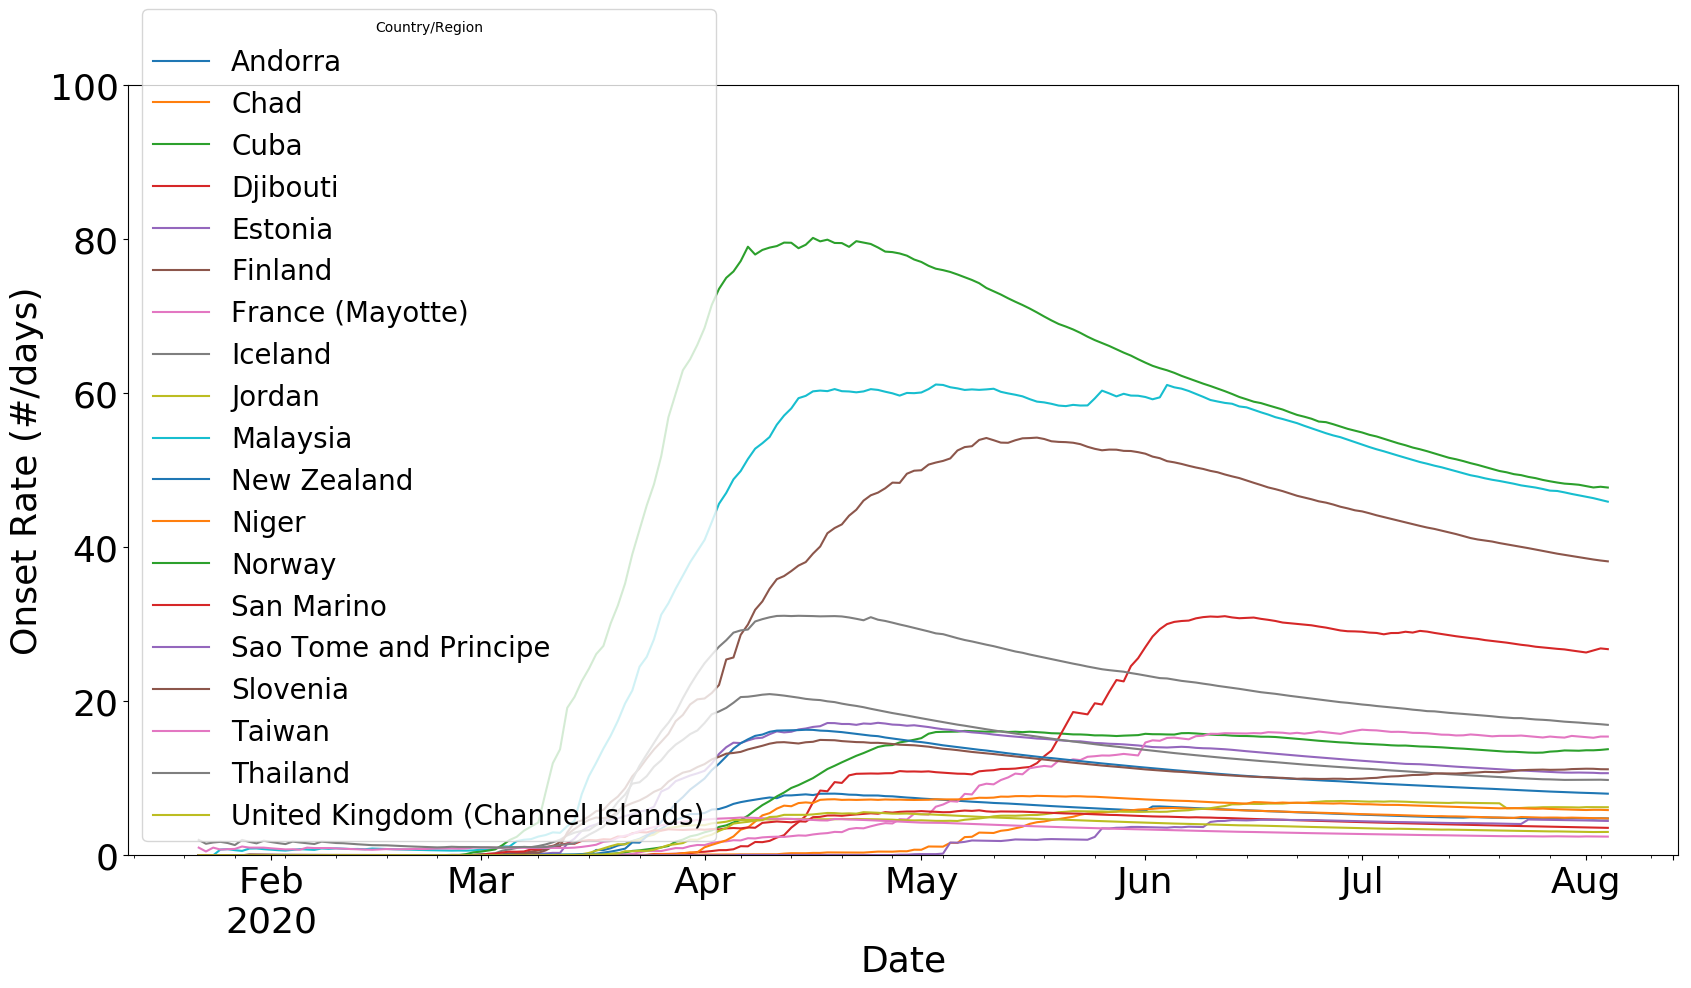 Country/Region
Andorra
Chad
Cuba
Djibouti
Estonia
Finland
France (Mayotte)
Iceland
Jordan
Malaysia
New Zealand
Niger
Norway
San Marino
Sao Tome and Principe
Slovenia
Taiwan
Thailand
United Kingdom (Channel Islands)
100
80
60
40
20
0
Onset Rate (#/days)
Feb Mar Apr May Jun Jul Aug
2020
Date